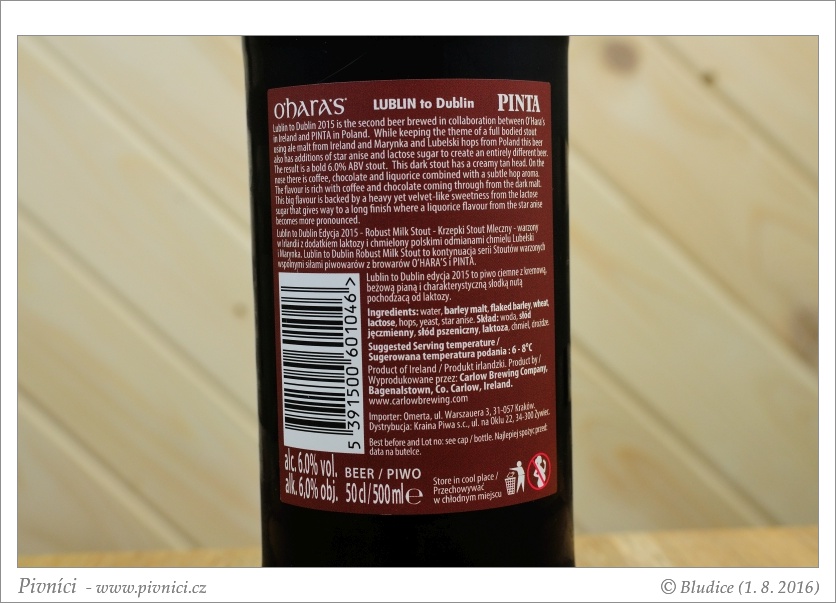 O'HARA'S LUBLIN to Dublin PINTA
Lublin to Dublin 2015 is the second beer brewed in collaboration between O'Hara's
in Ireland and PINTA in Poland. While keeping the theme of a full bodied stout
using ale malt from Ireland and Marynka and Lubelski hops from Poland this beer
also has additions of star anise and lactose sugar to create an entirely different beer.
The result is a bold 6.0% ABV stout. This dark stout has a creamy tan head. On the
nose there is coffee, chocolate and liquorice combined with a subtle hop aroma.
The flavour is rich with coffee and chocolate coming through from the dark malt.
This big flavour is backed by a heavy yet velvet-like sweetness from the lactose
sugar that gives way to a long finish where a liquorice flavour from the star anise
becomes more pronounced.
Lublin to Dublin Edycja 2015 - Robust Milk Stout - Krzepki Stout Mleczny - warzony
w Irlandii z dodatkiem laktozy i chmielony polskimi odmianami chmielu Lubelski
i Marynka. Lublin to Dublin Robust Milk Stout to kontynuacja serii Stoutów warzonych
wspólnymi siłami piwowarów z browarów O'HARA'S i PINTA.
Lublin to Dublin edycja 2015 to piwo ciemne z kremową,
beżową pianą i charakterystyczną słodką nutą
pochodzacą od laktozy.
Ingredients: water, barley malt, flaked barley, wheat,
lactose, hops, yeast, star anise. Skład: woda, słód
jęczmienny, słód pszeniczny, laktoza, chmiel, drożdże.
Suggested Serving temperature /
Sugerowana temperatura podania : 6 - 8°C
Product of Ireland / Produkt irlandzki. Product by /
Wyprodukowane przez: Carlow Brewing Company,
Bagenalstown, Co. Carlow, Ireland.
www.carlowbrewing.com
Importer: Omerta, ul. Warszauera 3, 31-057 Kraków.
Dystrybucja: Kraina Piwa s.c., ul. na Oklu 22, 34-300 Żywiec.
Best before and Lot no: see cap / bottle. Najlepiej spożyć przed:
data na butelce.
5 391500 601046 >
alc. 6.0% vol.
alk. 6,0% obj.
BEER / PIWO
50 cl / 500 ml e
Store in cool place /
Przechowywać
w chłodnym miejscu
Pivníci - www.pivnici.cz
© Bludice (1. 8. 2016)